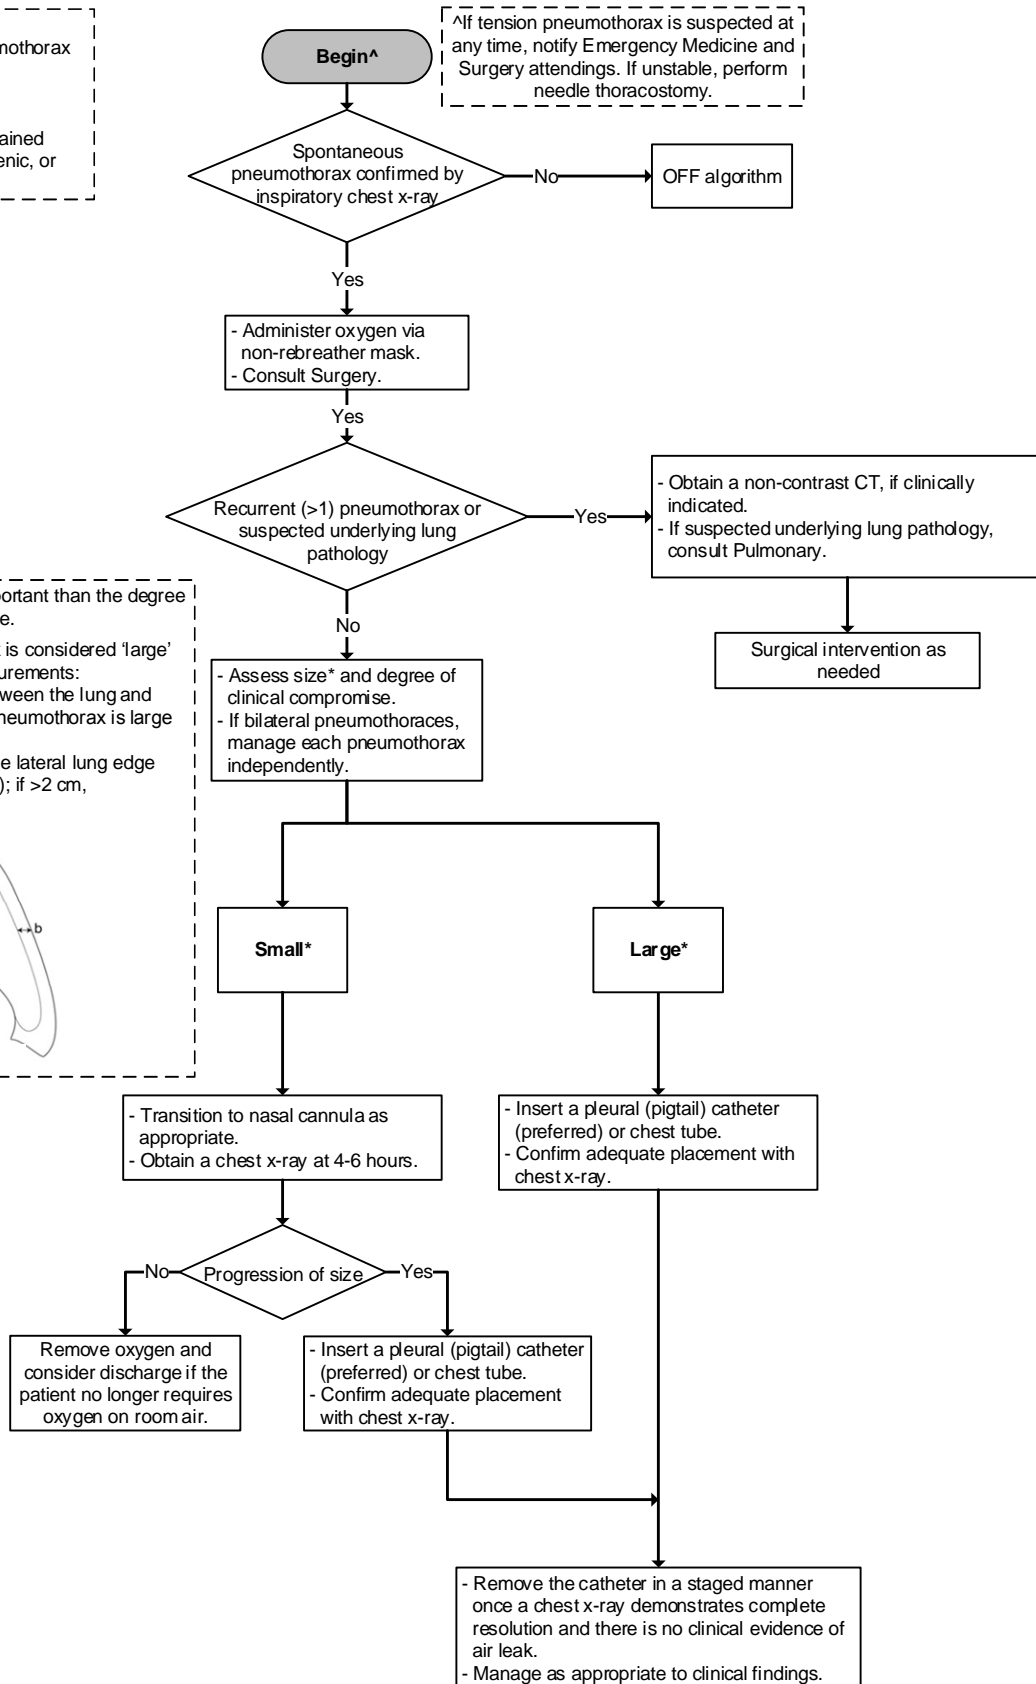 ^If tension pneumothorax is suspected at
any time, notify Emergency Medicine and
Surgery attendings. If unstable, perform
needle thoracostomy.
Begin^
Spontaneous
pneumothorax confirmed by
inspiratory chest x-ray
No
OFF algorithm
ained
enic, or
Yes
- Administer oxygen via
non-rebreather mask.
- Consult Surgery.
Yes
Recurrent (>1) pneumothorax or
suspected underlying lung
pathology
Yes
- Obtain a non-contrast CT, if clinically
indicated.
- If suspected underlying lung pathology,
consult Pulmonary.
Surgical intervention as
needed
No
portant than the degree
e.
is considered ‘large’
urements:
ween the lung and
neumothorax is large
e lateral lung edge
); if >2 cm,
b
- Assess size* and degree of
clinical compromise.
- If bilateral pneumothoraces,
manage each pneumothorax
independently.
Small*
Large*
- Transition to nasal cannula as
appropriate.
- Obtain a chest x-ray at 4-6 hours.
- Insert a pleural (pigtail) catheter
(preferred) or chest tube.
- Confirm adequate placement with
chest x-ray.
Progression of size
No
Yes
Remove oxygen and
consider discharge if the
patient no longer requires
oxygen on room air.
- Insert a pleural (pigtail) catheter
(preferred) or chest tube.
- Confirm adequate placement
with chest x-ray.
- Remove the catheter in a staged manner
once a chest x-ray demonstrates complete
resolution and there is no clinical evidence of
air leak.
- Manage as appropriate to clinical findings.